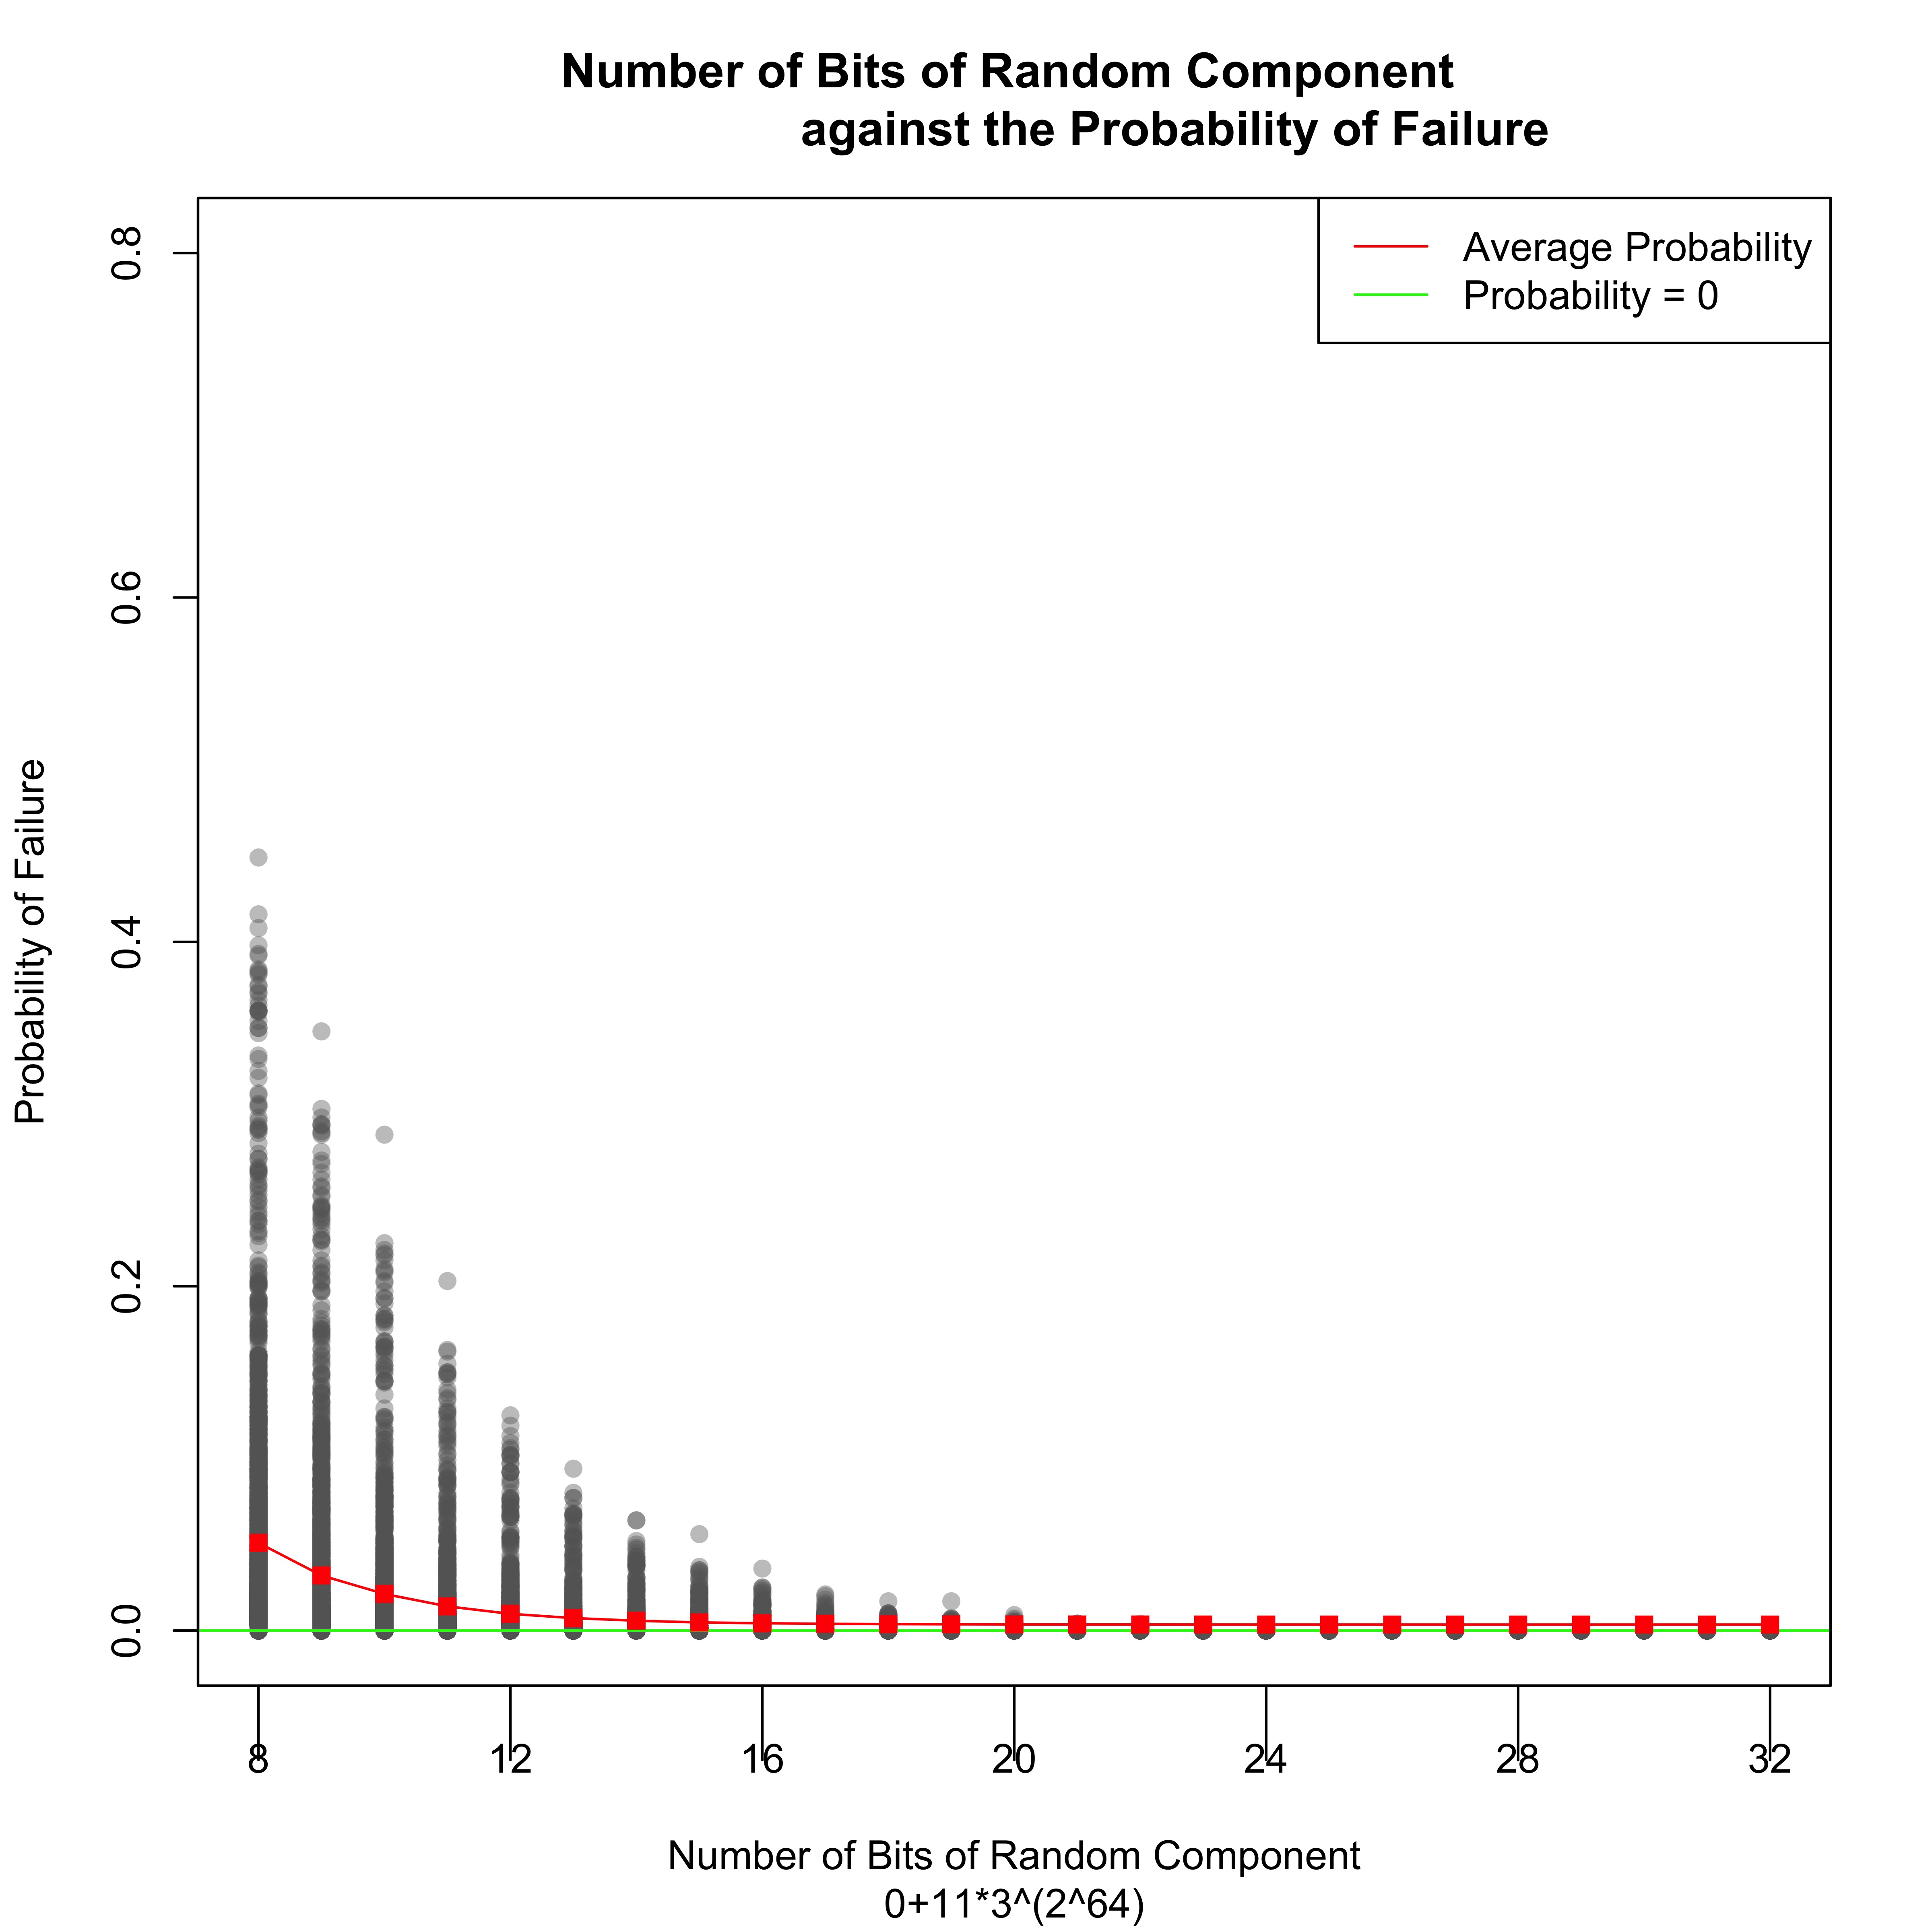 Number of Bits of Random Component
against the Probability of Failure
Average Probability
Probability = 0
Probability of Failure
0.8
0.6
0.4
0.2
0.0
8 12 16 20 24 28 32
Number of Bits of Random Component
0+11*3^(2^64)